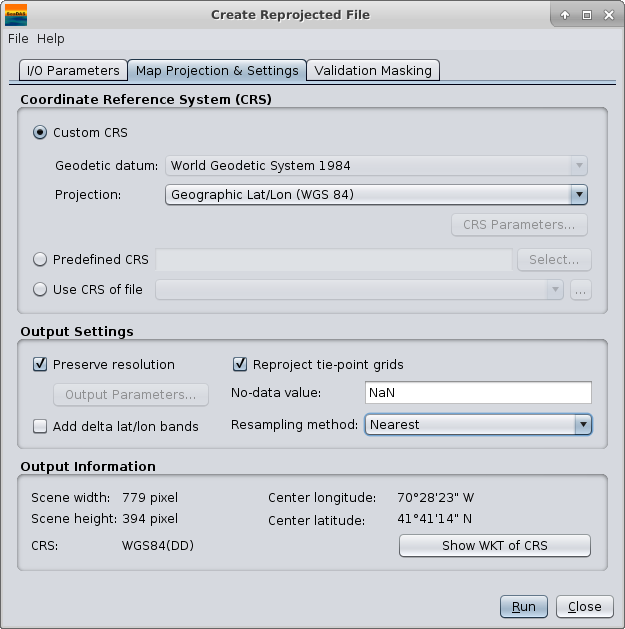 SeaDAS
Create Reprojected File
File Help
I/O Parameters Map Projection & Settings Validation Masking
Coordinate Reference System (CRS)
Custom CRS
Geodetic datum: World Geodetic System 1984
Projection: Geographic Lat/Lon (WGS 84)
CRS Parameters...
Predefined CRS Select...
Use CRS of file ...
Output Settings
Preserve resolution Reproject tie-point grids
Output Parameters... No-data value: NaN
Add delta lat/lon bands Resampling method: Nearest
Output Information
Scene width: 779 pixel Center longitude: 70°28'23" W
Scene height: 394 pixel Center latitude: 41°41'14" N
CRS: WGS84(DD) Show WKT of CRS
Run Close